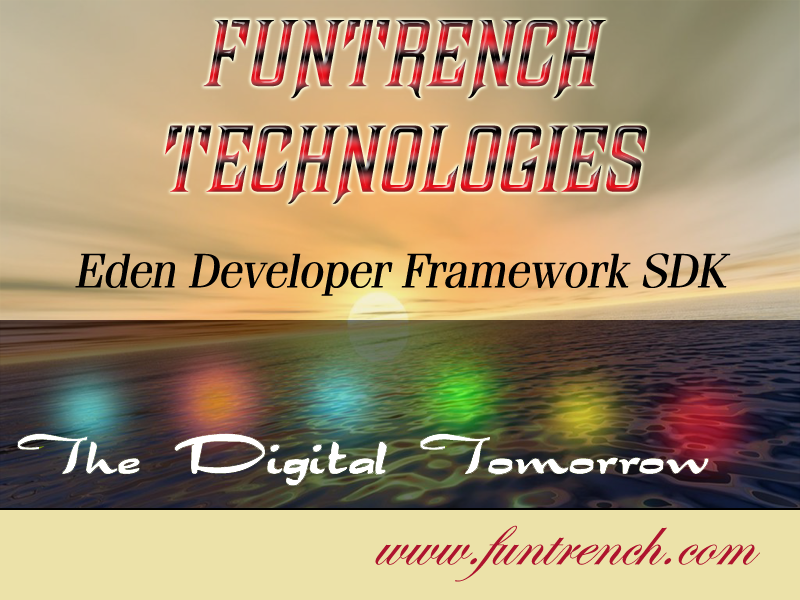 FUNTRENCH
TECHNOLOGIES
Eden Developer Framework SDK
The Digital Tomorrow
www.funtrench.com